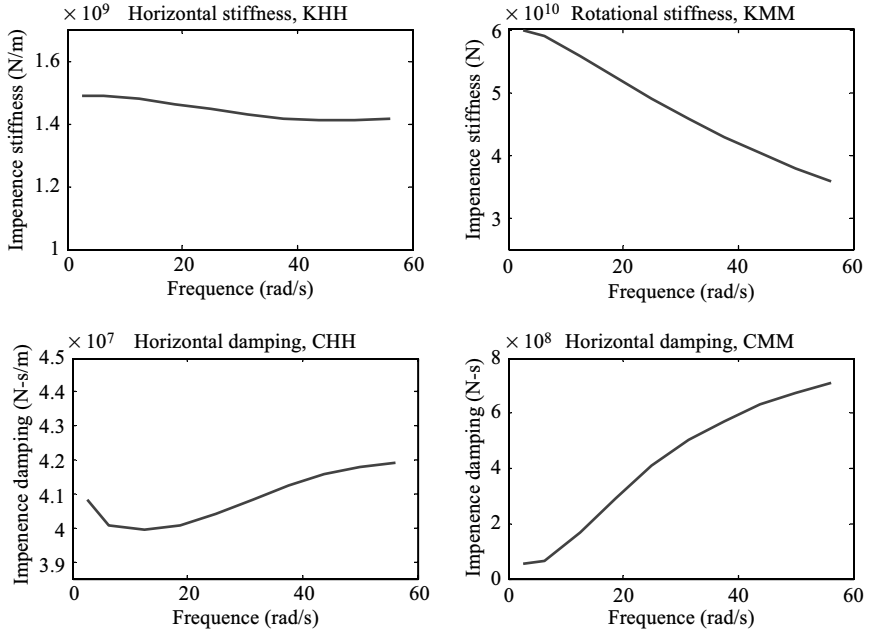 × 10^9 Horizontal stiffness, KHH
Impenence stiffness (N/m)
1.6
1.4
1.2
1
0 20 40 60
Frequence (rad/s)
× 10^10 Rotational stiffness, KMM
Impenence stiffness (N)
6
5
4
3
0 20 40 60
Frequence (rad/s)
× 10^7 Horizontal damping, CHH
Impenence damping (N-s/m)
4.5
4.4
4.3
4.2
4.1
4
3.9
0 20 40 60
Frequence (rad/s)
× 10^8 Horizontal damping, CMM
Impenence damping (N-s)
8
6
4
2
0
0 20 40 60
Frequence (rad/s)